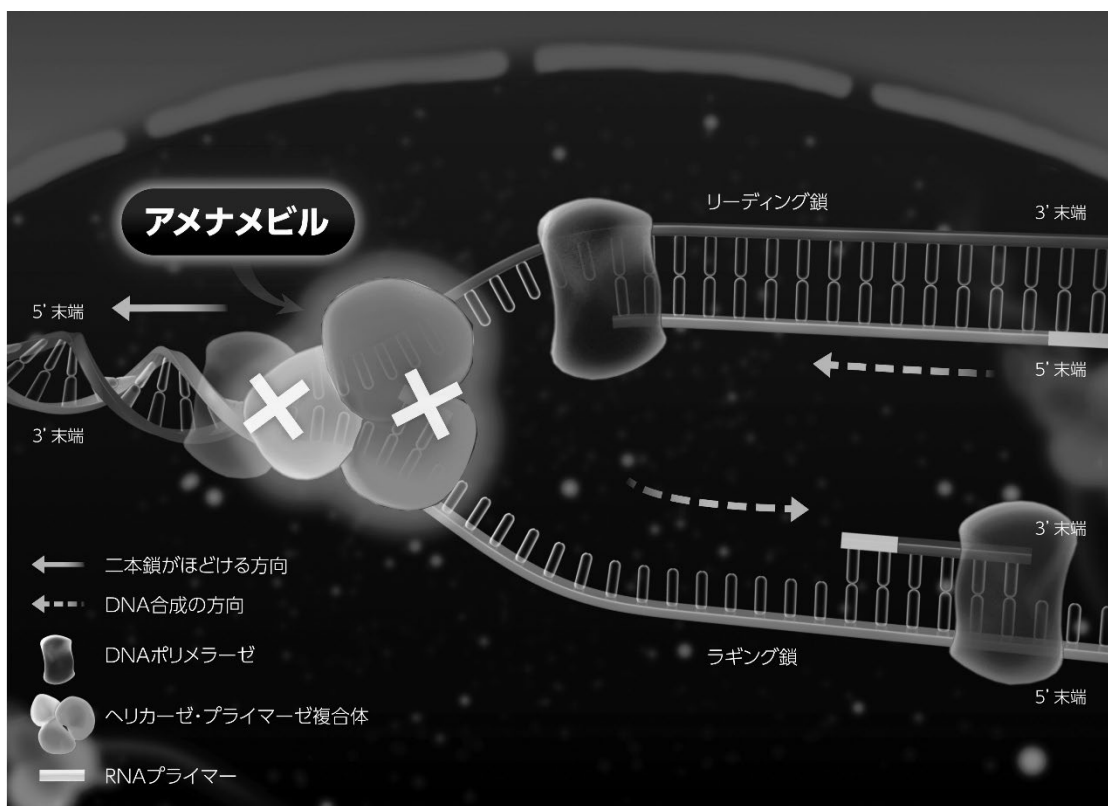 アメナメビル
リーディング鎖
3' 末端
5' 末端
5' 末端
3' 末端
3' 末端
二本鎖がほどける方向
DNA合成の方向
DNAポリメラーゼ
ラギング鎖
5' 末端
ヘリカーゼ・プライマーゼ複合体
RNAプライマー